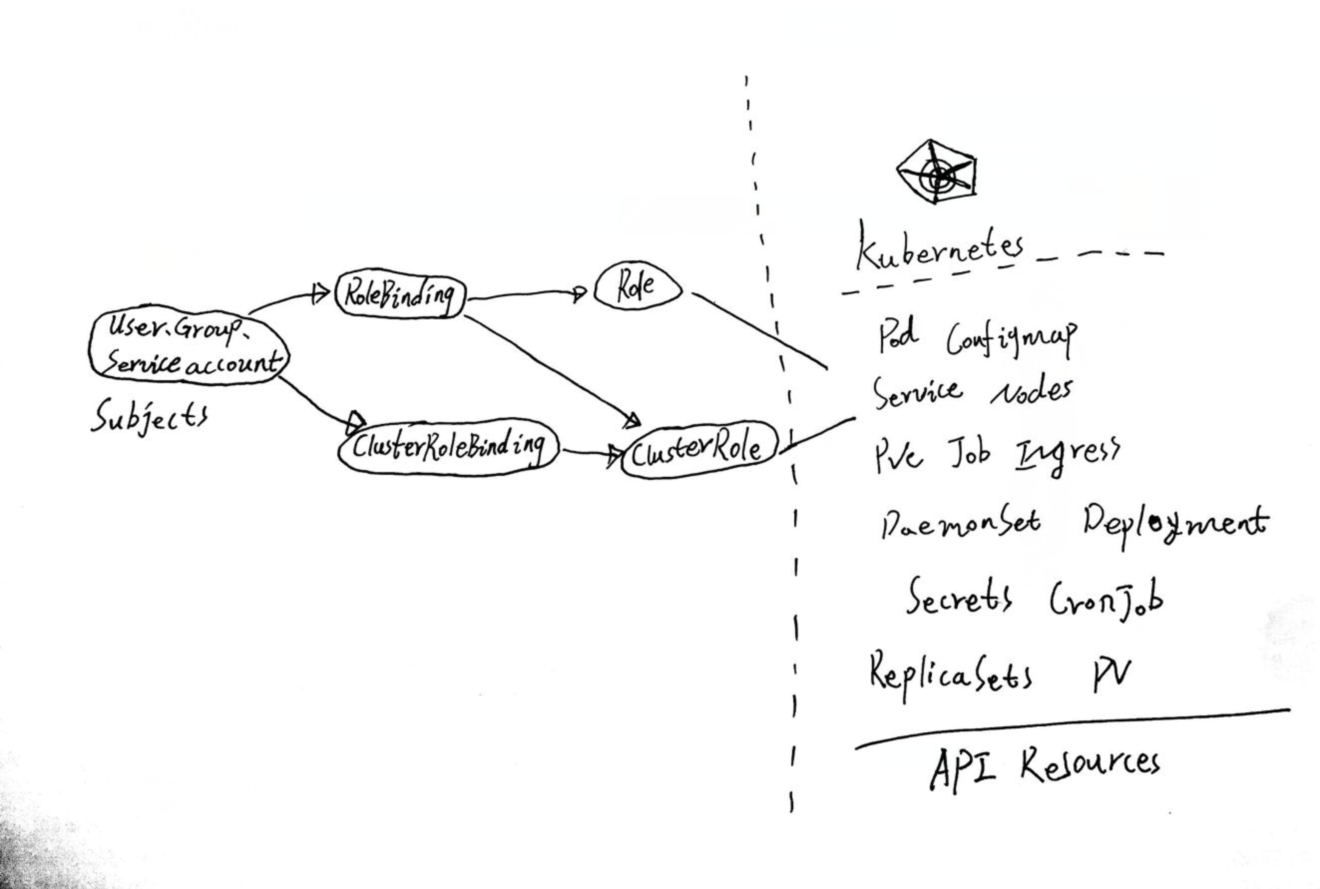 Kubernetes
RoleBinding
Role
User、Group、
Service account
Subjects
ClusterRoleBinding
ClusterRole
Pod Configmap
Service Nodes
PVC Job Ingress
DaemonSet Deployment
Secrets CronJob
ReplicaSets PV
API Resources